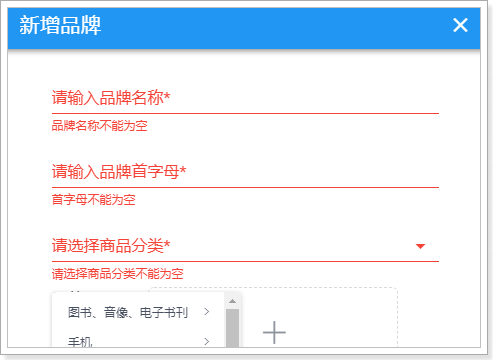 新增品牌
请输入品牌名称*
品牌名称不能为空
请输入品牌首字母*
首字母不能为空
请选择商品分类*
请选择商品分类不能为空
图书、音像、电子书刊
手机